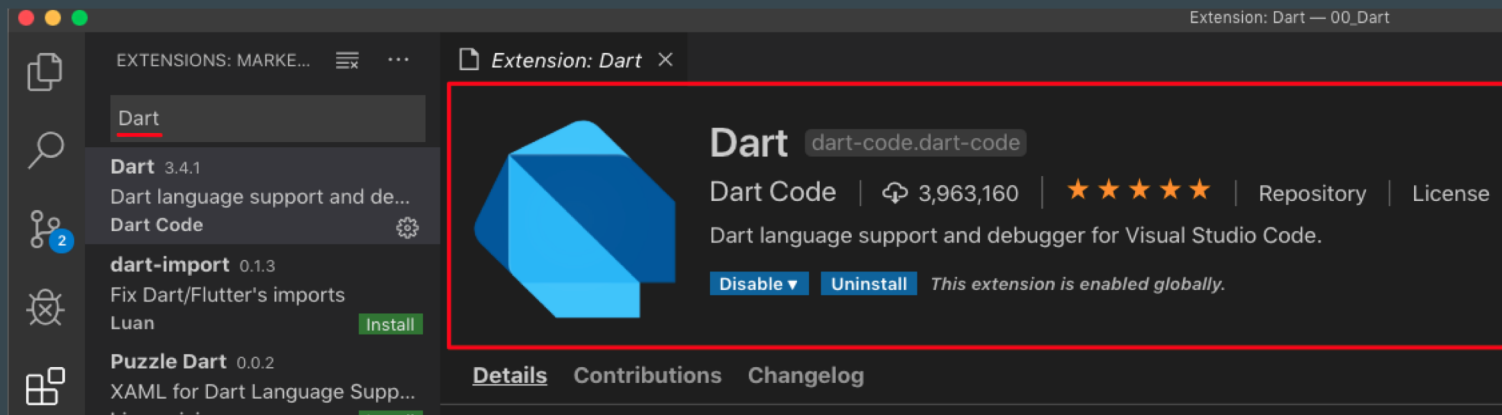 Extension: Dart — 00_Dart
EXTENSIONS: MARKE...
Extension: Dart
Dart
Dart 3.4.1
Dart language support and de...
Dart Code
2
dart-import 0.1.3
Fix Dart/Flutter's imports
Luan
Install
Puzzle Dart 0.0.2
XAML for Dart Language Supp...
Dart dart-code.dart-code
Dart Code 3,963,160 Repository License
Dart language support and debugger for Visual Studio Code.
Disable Uninstall This extension is enabled globally.
Details Contributions Changelog